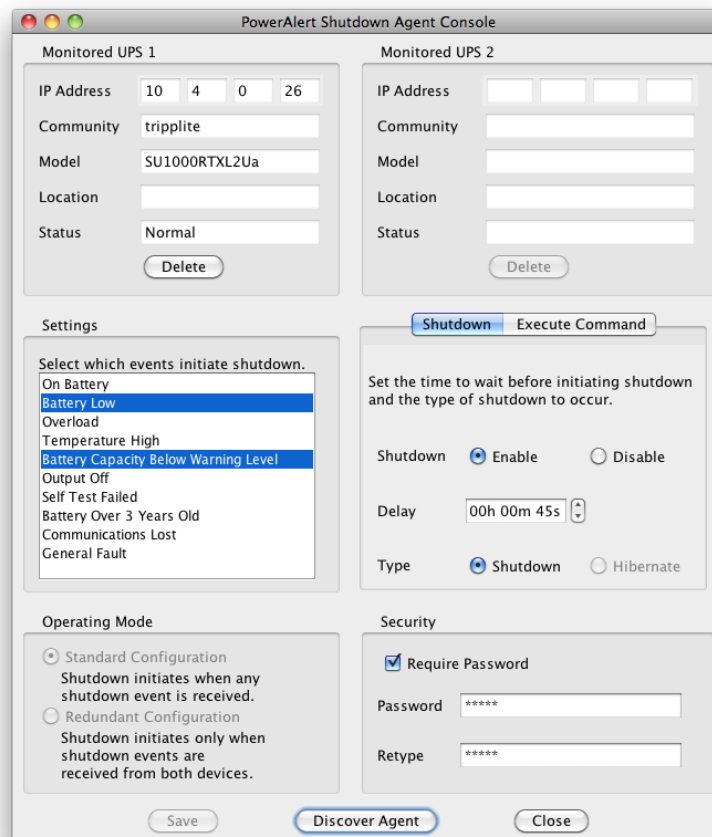 PowerAlert Shutdown Agent Console
Monitored UPS 1
IP Address 10 4 0 26
Community tripplite
Model SU1000RTXL2Ua
Location
Status Normal
Delete
Monitored UPS 2
IP Address
Community
Model
Location
Status
Delete
Settings
Select which events initiate shutdown.
On Battery
Battery Low
Overload
Temperature High
Battery Capacity Below Warning Level
Output Off
Self Test Failed
Battery Over 3 Years Old
Communications Lost
General Fault
Shutdown Execute Command
Set the time to wait before initiating shutdown
and the type of shutdown to occur.
Shutdown Enable Disable
Delay 00h 00m 45s
Type Shutdown Hibernate
Operating Mode
Standard Configuration
Shutdown initiates when any
shutdown event is received.
Redundant Configuration
Shutdown initiates only when
shutdown events are
received from both devices.
Security
Require Password
Password *****
Retype *****
Save Discover Agent Close